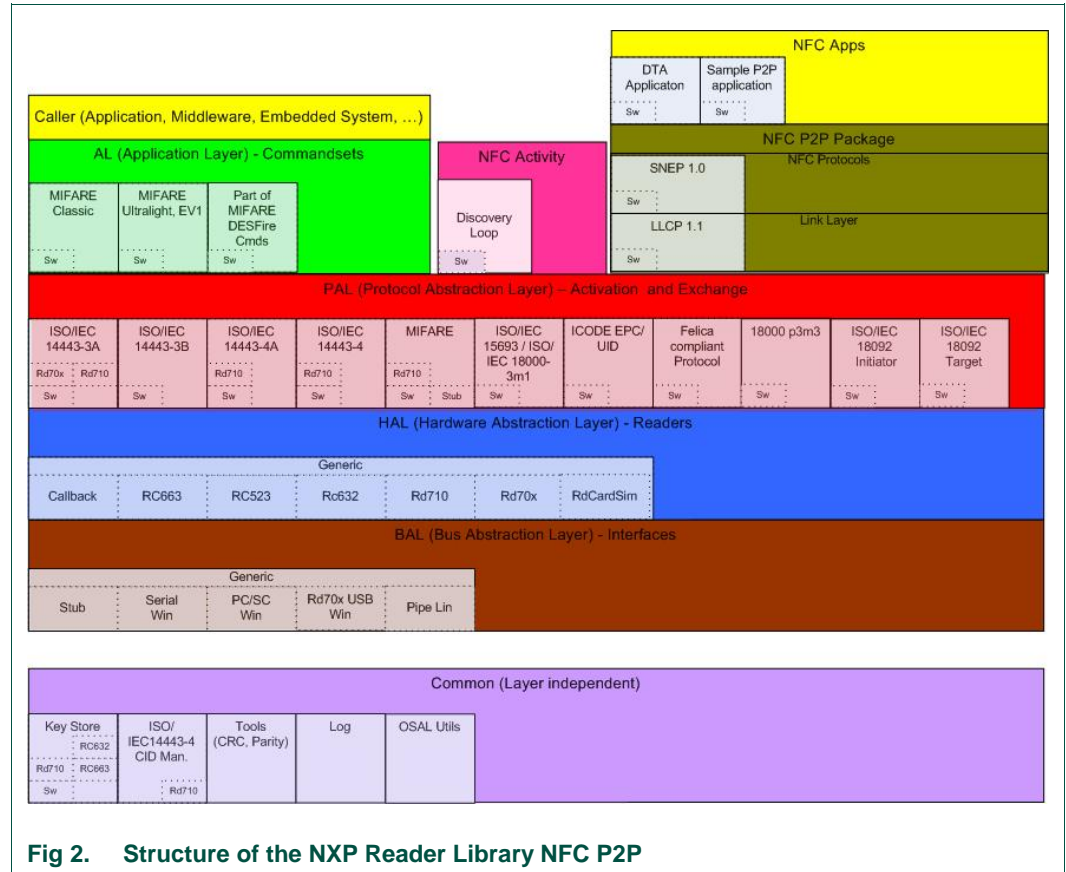 NFC Apps
DTA
Applicaton
Sw
Sample P2P
application
Sw
Caller (Application, Middleware, Embedded System, …)
AL (Application Layer) - Commandsets
MIFARE
Classic
Sw
MIFARE
Ultralight, EV1
Sw
Part of
MIFARE
DESFire
Cmds
Sw
NFC Activity
Discovery
Loop
Sw
NFC P2P Package
NFC Protocols
SNEP 1.0
Sw
Link Layer
LLCP 1.1
Sw
PAL (Protocol Abstraction Layer) – Activation and Exchange
ISO/IEC
14443-3A
Rd70x Rd710
Sw
ISO/IEC
14443-3B
Sw
ISO/IEC
14443-4A
Rd710
Sw
ISO/IEC
14443-4
Rd710
Sw
MIFARE
Rd710
Sw Stub
ISO/IEC
15693 / ISO/
IEC 18000-
3m1
Sw
ICODE EPC/
UID
Sw
Felica
compliant
Protocol
Sw
18000 p3m3
Sw
ISO/IEC
18092
Initiator
Sw
ISO/IEC
18092
Target
Sw
HAL (Hardware Abstraction Layer) - Readers
Generic
Callback RC663 RC523 Rc632 Rd710 Rd70x RdCardSim
BAL (Bus Abstraction Layer) - Interfaces
Generic
Stub
Serial
Win
PC/SC
Win
Rd70x USB
Win
Pipe Lin
Common (Layer independent)
Key Store
RC632
Rd710 RC663
Sw
ISO/
IEC14443-4
CID Man.
Rd710
Tools
(CRC, Parity)
Log
OSAL Utils
Fig 2. Structure of the NXP Reader Library NFC P2P